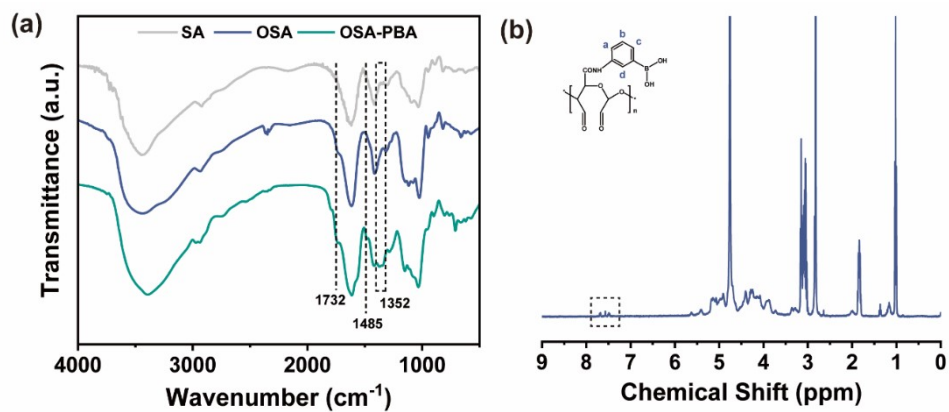 (a)
SA
OSA
OSA-PBA
Transmittance (a.u.)
1732
1485
1352
4000
3000
2000
1000
Wavenumber (cm⁻¹)
(b)
a
b
c
d
CONH
B
OH
OH
O
O
O
O
n
9
8
7
6
5
4
3
2
1
0
Chemical Shift (ppm)